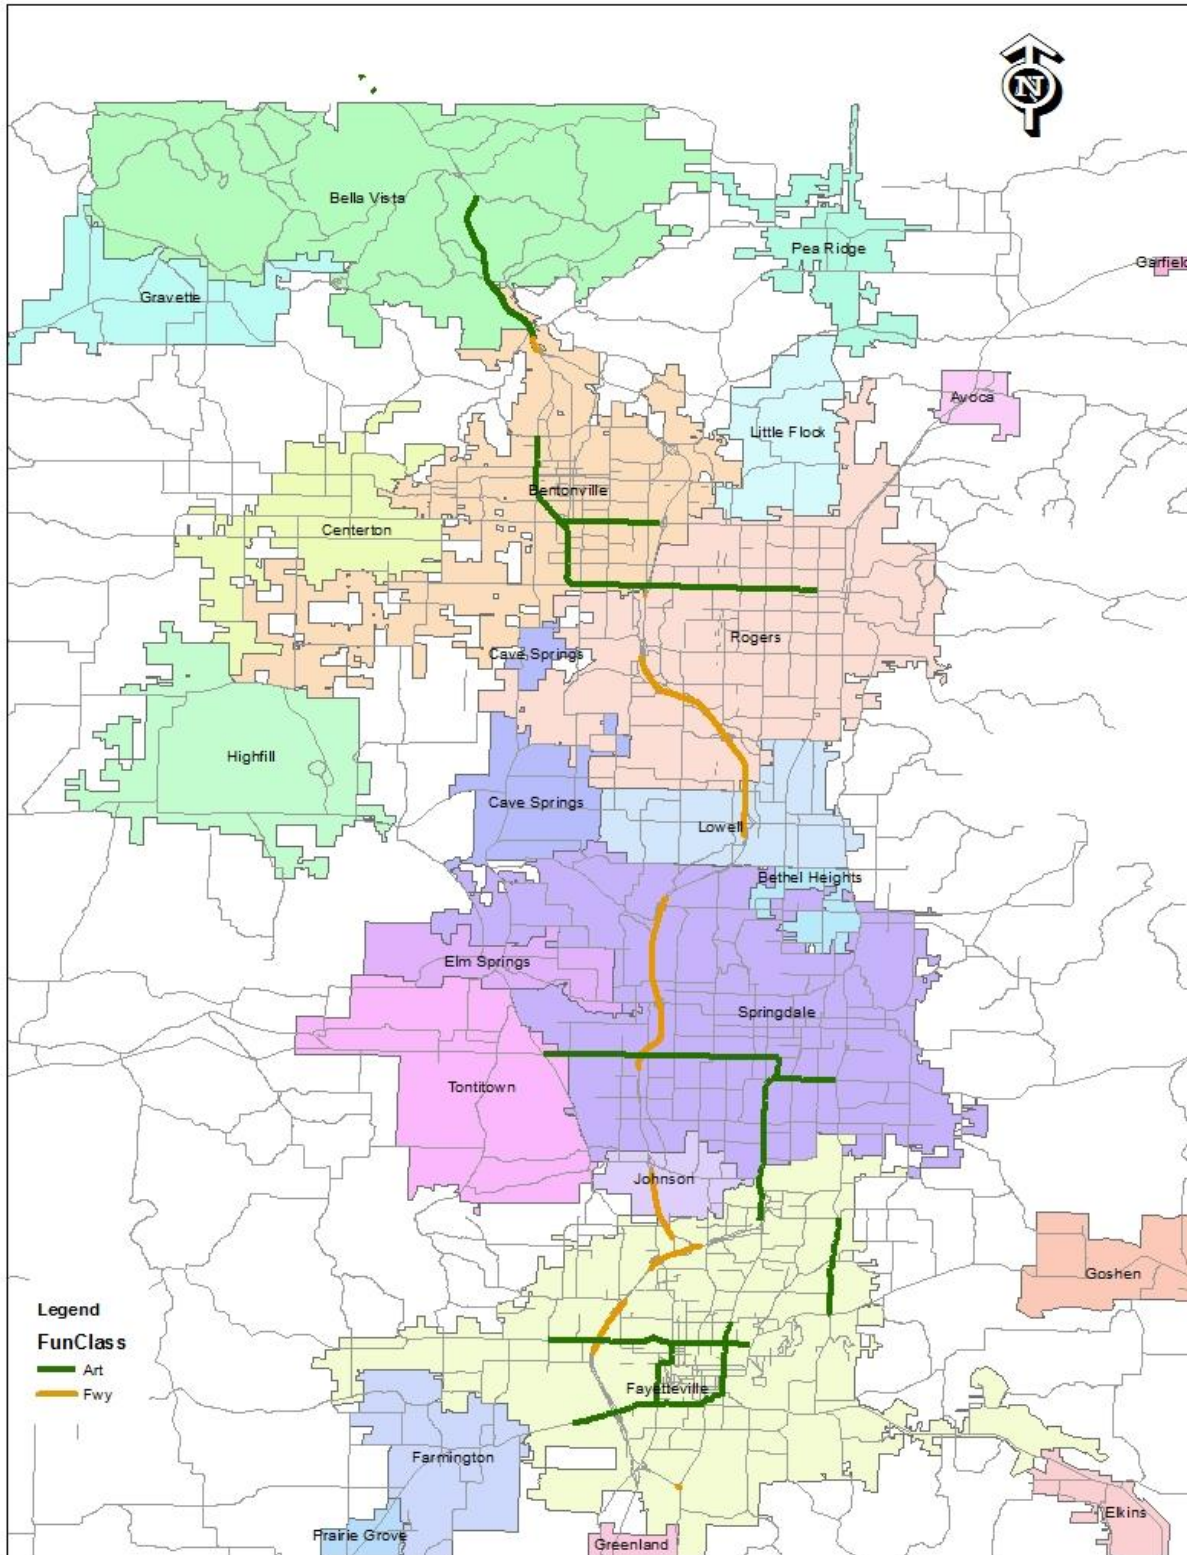 N
Bella Vista
Pea Ridge
Garfield
Gravette
Avoca
Little Flock
Bentonville
Centerton
Rogers
Cave Springs
Highfill
Cave Springs
Lowell
Bethel Heights
Elm Springs
Springdale
Tontitown
Johnson
Goshen
Legend
FunClass
Art
Fwy
Fayetteville
Farmington
Elkins
Prairie Grove
Greenland